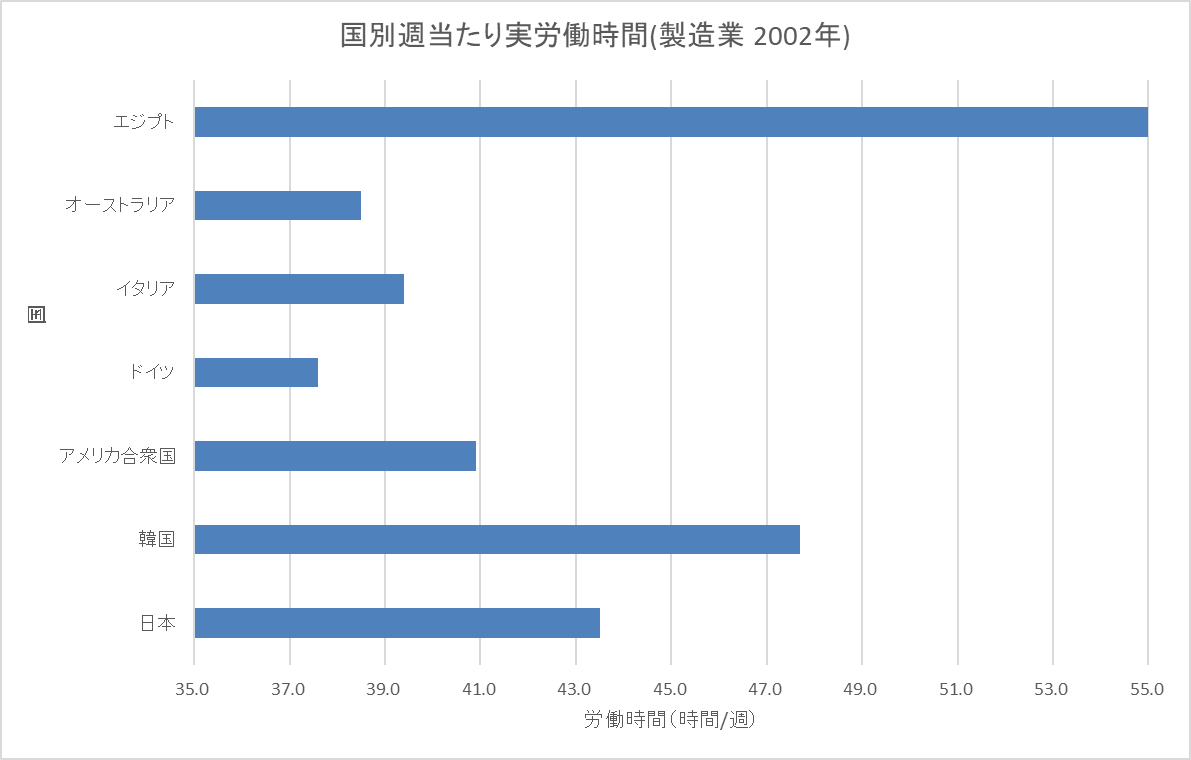 国別週当たり実労働時間(製造業 2002年)
エジプト
オーストラリア
イタリア
ドイツ
アメリカ合衆国
韓国
日本
国
35.0 37.0 39.0 41.0 43.0 45.0 47.0 49.0 51.0 53.0 55.0
労働時間（時間/週）